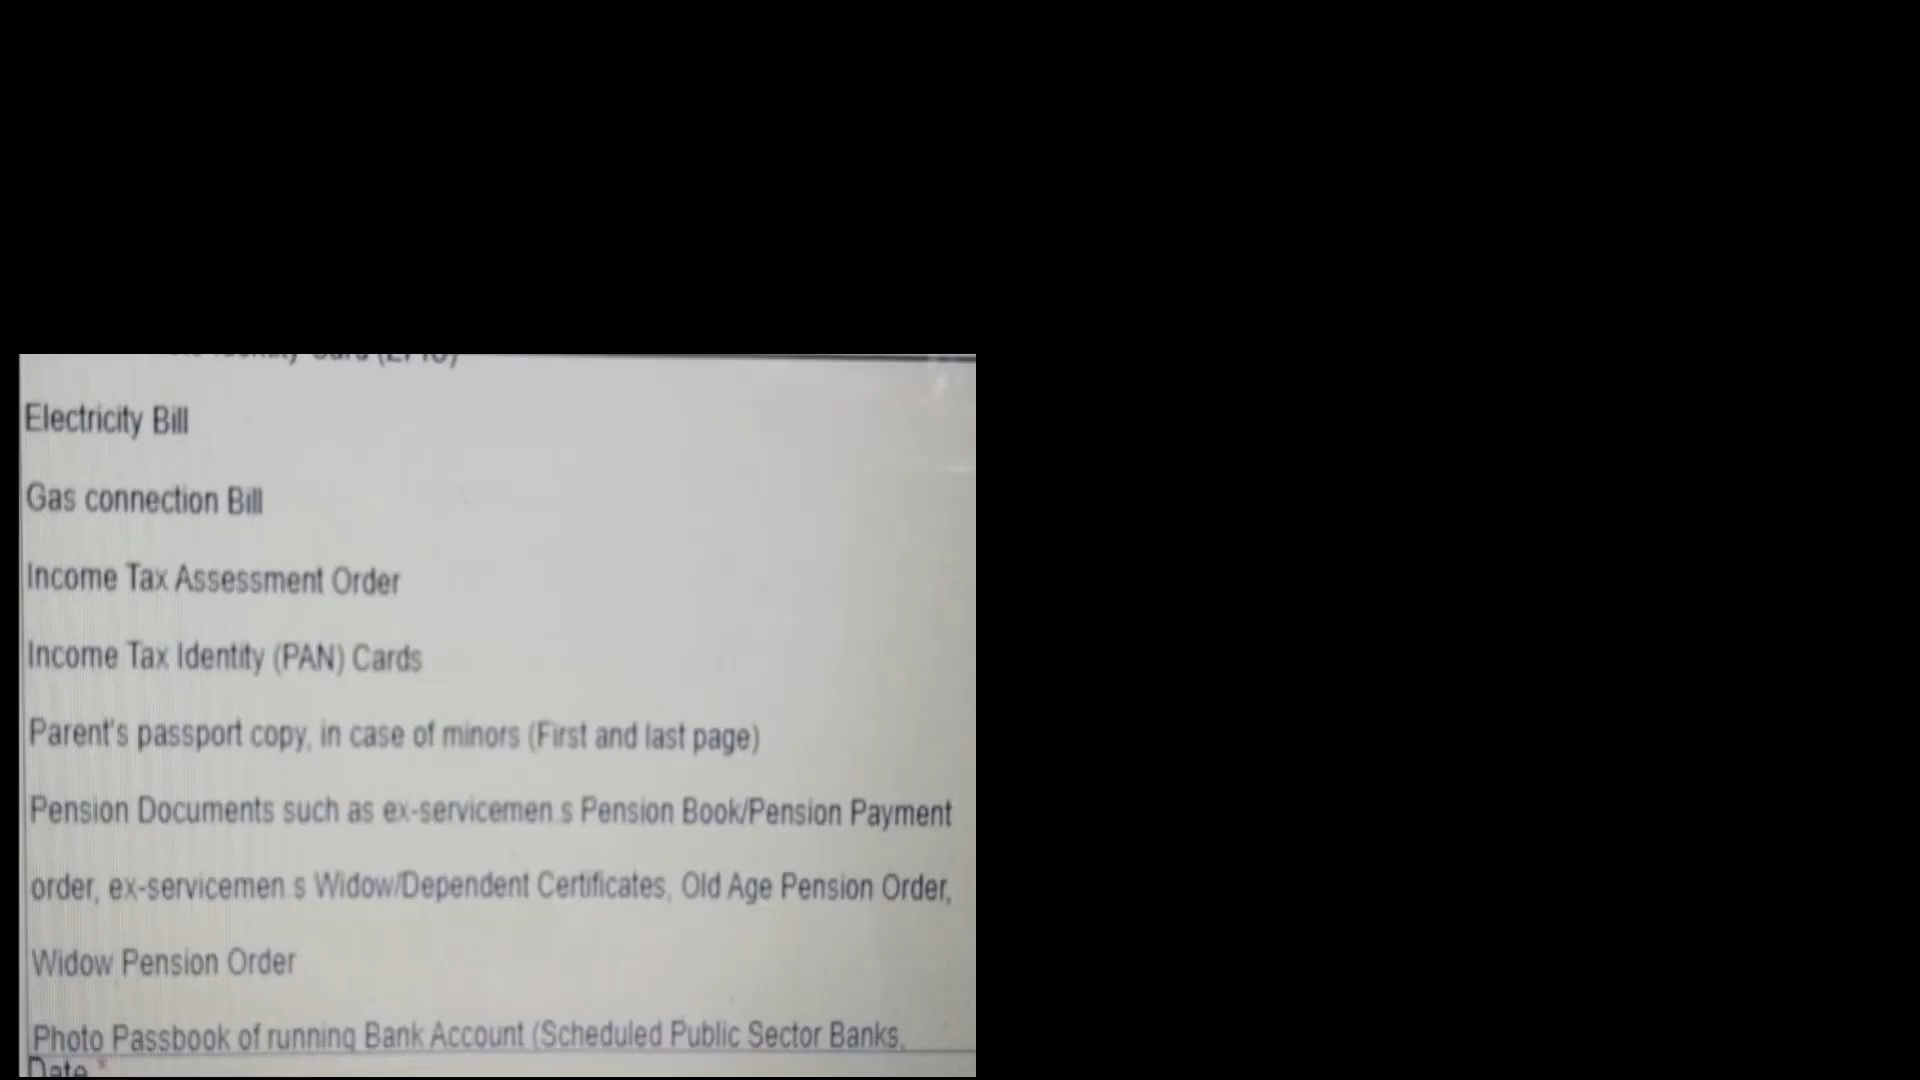 Card (EPIC)
Electricity Bill
Gas connection Bill
Income Tax Assessment Order
Income Tax Identity (PAN) Cards
Parent's passport copy, in case of minors (First and last page)
Pension Documents such as ex-servicemen s Pension Book/Pension Payment
order, ex-servicemen s Widow/Dependent Certificates, Old Age Pension Order,
Widow Pension Order
Photo Passbook of running Bank Account (Scheduled Public Sector Banks,
Date *